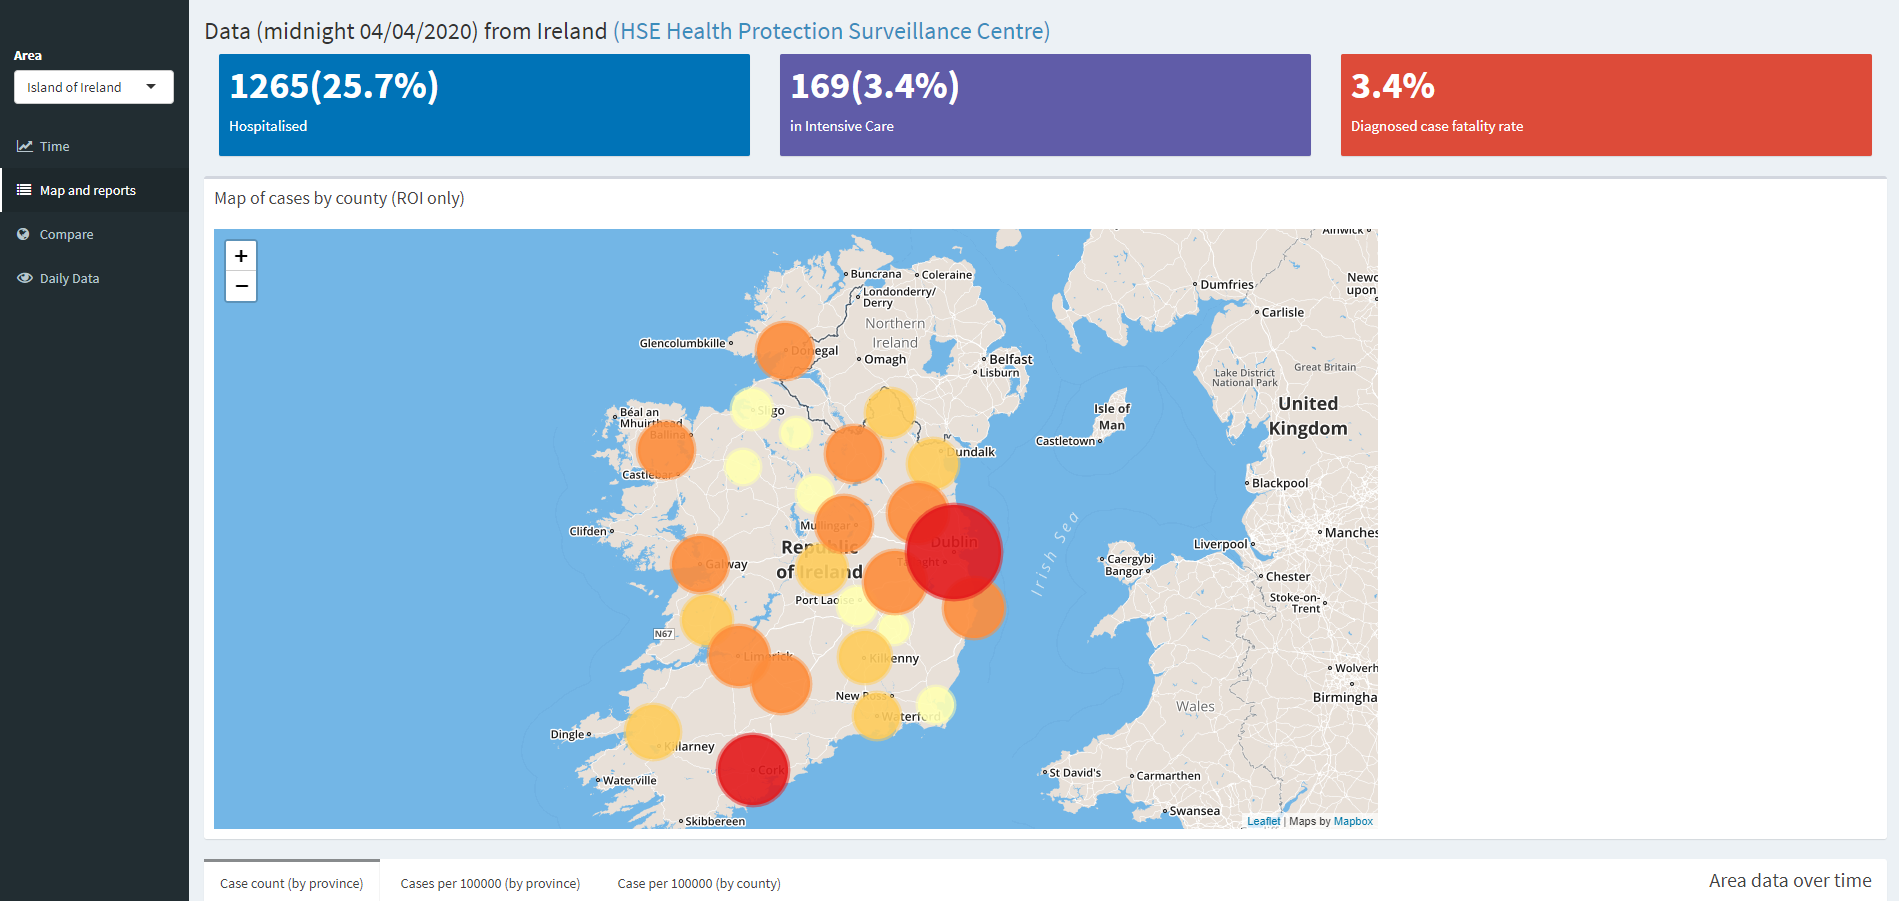 Data (midnight 04/04/2020) from Ireland (HSE Health Protection Surveillance Centre)
Area
Island of Ireland
Time
Map and reports
Compare
Daily Data
1265(25.7%)
Hospitalised
169(3.4%)
in Intensive Care
3.4%
Diagnosed case fatality rate
Map of cases by county (ROI only)
+
−
Alnwick
Buncrana
Coleraine
Londonderry/
Derry
Dumfries
Newc
upon
Carlisle
Northern
Ireland
Glencolumbkille
Donegal
Omagh
Belfast
Lisburn
Lake District
National Park
Great Britain
Isle of
Man
United
Kingdom
Béal an
Mhuirthead
Ballina
Sligo
Castletown
Dundalk
Castlebar
Blackpool
Clifden
Mullingar
Irish Sea
Manches
Liverpool
Republic
of Ireland
Dublin
Galway
Caergybi
Bangor
Chester
Stoke-on-
Trent
Port Laoise
N67
Limerick
Kilkenny
Wolverh
Birmingha
New Ross
Waterford
Wales
Dingle
Killarney
Waterville
Cork
St David's
Carmarthen
Swansea
Skibbereen
Leaflet | Maps by Mapbox
Case count (by province)
Cases per 100000 (by province)
Case per 100000 (by county)
Area data over time